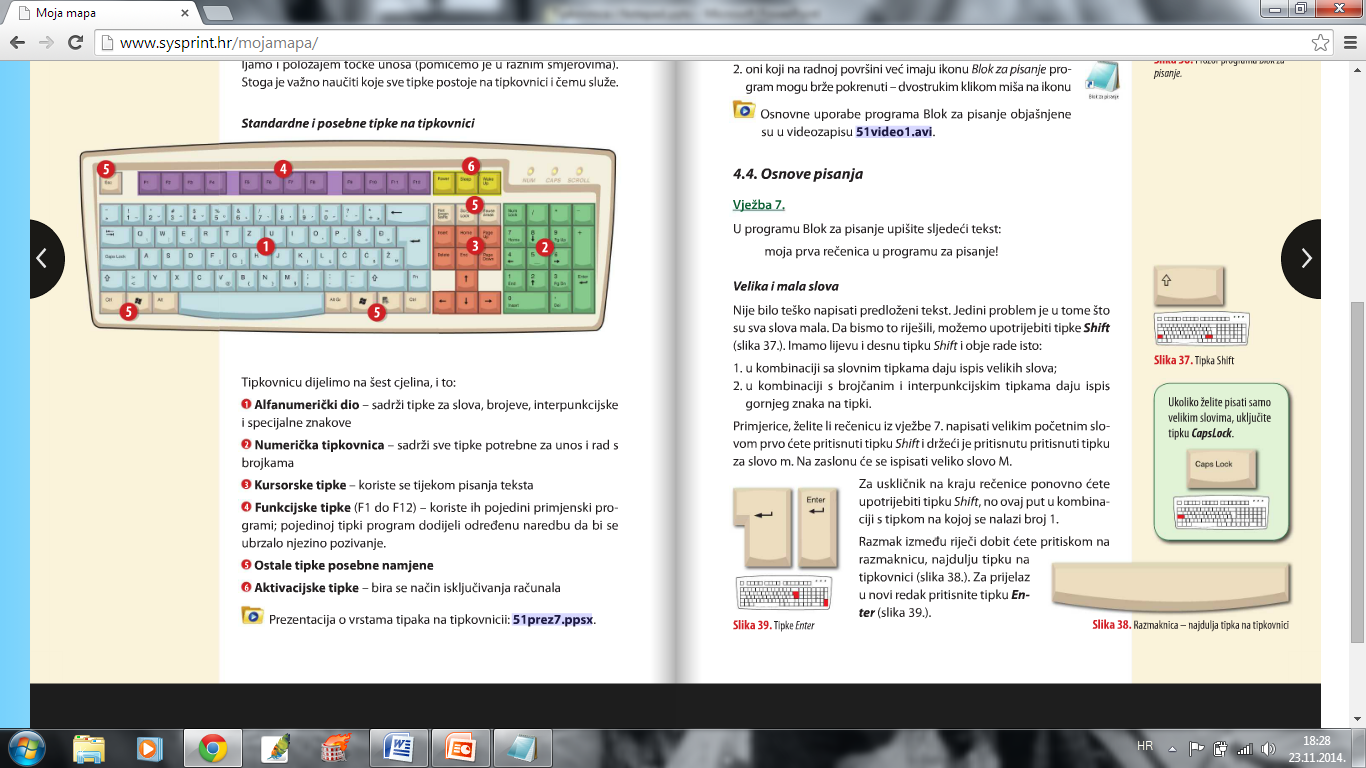 Moja mapa
www.sysprint.hr/mojamapa/
ljamo i položajem točke unosa (pomičemo je u raznim smjerovima).
Stoga je važno naučiti koje sve tipke postoje na tipkovnici i čemu služe.
Standardne i posebne tipke na tipkovnici
5
4
6
NUM CAPS SCROLL
5
1
3
2
5
5
Tipkovnicu dijelimo na šest cjelina, i to:
1 Alfanumerički dio – sadrži tipke za slova, brojeve, interpunkcijske
i specijalne znakove
2 Numerička tipkovnica – sadrži sve tipke potrebne za unos i rad s
brojkama
3 Kursorske tipke – koriste se tijekom pisanja teksta
4 Funkcijske tipke (F1 do F12) – koriste ih pojedini primjenski pro-
grami; pojedinoj tipki program dodijeli određenu naredbu da bi se
ubrzalo njezino pozivanje.
5 Ostale tipke posebne namjene
6 Aktivacijske tipke – bira se način isključivanja računala
Prezentacija o vrstama tipaka na tipkovnicii: 51prez7.ppsx.
2. oni koji na radnoj površini već imaju ikonu Blok za pisanje pro-
gram mogu brže pokrenuti – dvostrukim klikom miša na ikonu
Blok za pisanje
Osnovne uporabe programa Blok za pisanje objašnjene
su u videozapisu 51video1.avi.
4.4. Osnove pisanja
Vježba 7.
U programu Blok za pisanje upišite sljedeći tekst:
moja prva rečenica u programu za pisanje!
Velika i mala slova
Nije bilo teško napisati predloženi tekst. Jedini problem je u tome što
su sva slova mala. Da bismo to riješili, možemo upotrijebiti tipke Shift
(slika 37.). Imamo lijevu i desnu tipku Shift i obje rade isto:
1. u kombinaciji sa slovnim tipkama daju ispis velikih slova;
2. u kombinaciji s brojčanim i interpunkcijskim tipkama daju ispis
gornjeg znaka na tipki.
Primjerice, želite li rečenicu iz vježbe 7. napisati velikim početnim slo-
vom prvo ćete pritisnuti tipku Shift i držeći je pritisnutu pritisnuti tipku
za slovo m. Na zaslonu će se ispisati veliko slovo M.
Za uskličnik na kraju rečenice ponovno ćete
upotrijebiti tipku Shift, no ovaj put u kombina-
ciji s tipkom na kojoj se nalazi broj 1.
Razmak između riječi dobit ćete pritiskom na
razmaknicu, najdulju tipku na
tipkovnici (slika 38.). Za prijelaz
u novi redak pritisnite tipku En-
ter (slika 39.).
Enter
Slika 39. Tipke Enter
pisanje.
Slika 37. Tipka Shift
Ukoliko želite pisati samo
velikim slovima, uključite
tipku CapsLock.
Caps Lock
Slika 38. Razmaknica – najdulja tipka na tipkovnici
HR
18:28
23.11.2014.